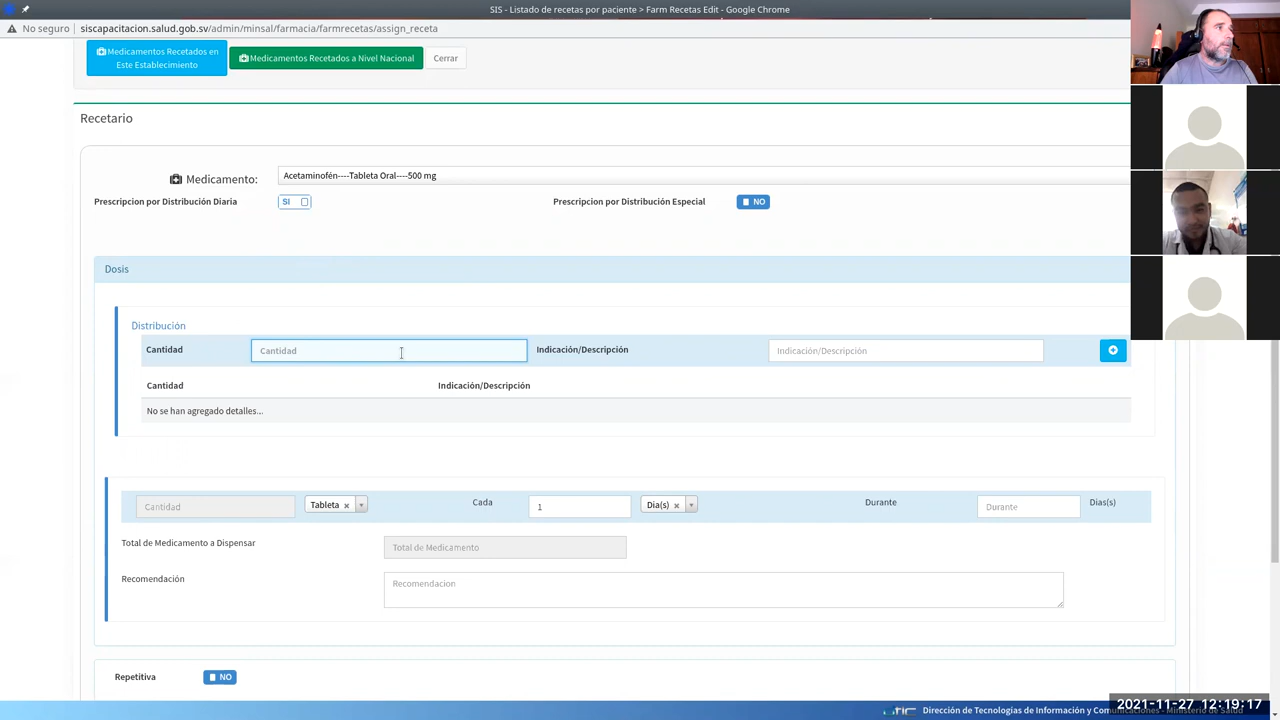 SIS - Listado de recetas por paciente > Farm Recetas Edit - Google Chrome
No seguro siscapacitacion.salud.gob.sv/admin/minsal/farmacia/farmrecetas/assign_receta
Medicamentos Recetados en
Este Establecimiento
Medicamentos Recetados a Nivel Nacional
Cerrar
Recetario
Medicamento: Acetaminofén----Tableta Oral----500 mg
Prescripcion por Distribución Diaria SI Prescripcion por Distribución Especial NO
Dosis
Distribución
Cantidad Cantidad Indicación/Descripción Indicación/Descripción
Cantidad Indicación/Descripción
No se han agregado detalles...
Cantidad Tableta Cada 1 Dia(s) Durante Durante Dias(s)
Total de Medicamento a Dispensar Total de Medicamento
Recomendación Recomendacion
Repetitiva NO
Dirección de Tecnologías de Información y Comunicaciones - Ministerio de Salud
2021-11-27 12:19:17